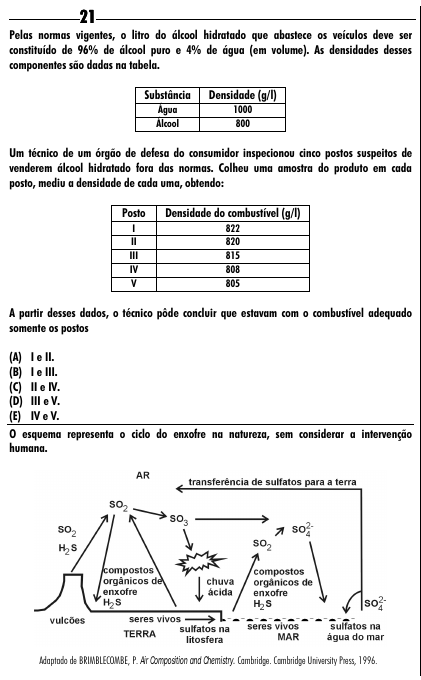 21
Pelas normas vigentes, o litro do álcool hidratado que abastece os veículos deve ser
constituído de 96% de álcool puro e 4% de água (em volume). As densidades desses
componentes são dadas na tabela.
Substância Densidade (g/l)
Água 1000
Álcool 800
Um técnico de um órgão de defesa do consumidor inspecionou cinco postos suspeitos de
venderem álcool hidratado fora das normas. Colheu uma amostra do produto em cada
posto, mediu a densidade de cada uma, obtendo:
Posto Densidade do combustível (g/l)
I 822
II 820
III 815
IV 808
V 805
A partir desses dados, o técnico pôde concluir que estavam com o combustível adequado
somente os postos
(A) I e II.
(B) I e III.
(C) II e IV.
(D) III e V.
(E) IV e V.
O esquema representa o ciclo do enxofre na natureza, sem considerar a intervenção
humana.
AR
transferência de sulfatos para a terra
SO2
SO3
SO2
H2S
SO2
SO4 2-
compostos
orgânicos de
enxofre
H2S
chuva
ácida
compostos
orgânicos de
enxofre
H2S
SO4 2-
vulcões
seres vivos
TERRA
sulfatos na
litosfera
seres vivos
MAR
sulfatos na
água do mar
Adaptado de BRIMBLECOMBE, P. Air Composition and Chemistry. Cambridge. Cambridge University Press, 1996.